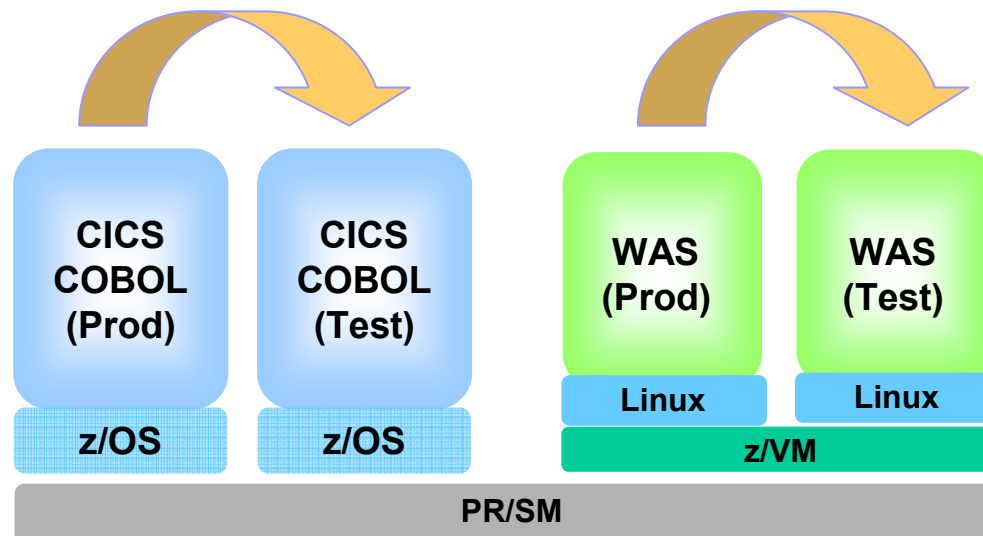 CICS
COBOL
(Prod)
CICS
COBOL
(Test)
WAS
(Prod)
WAS
(Test)
z/OS
z/OS
Linux
Linux
z/VM
PR/SM